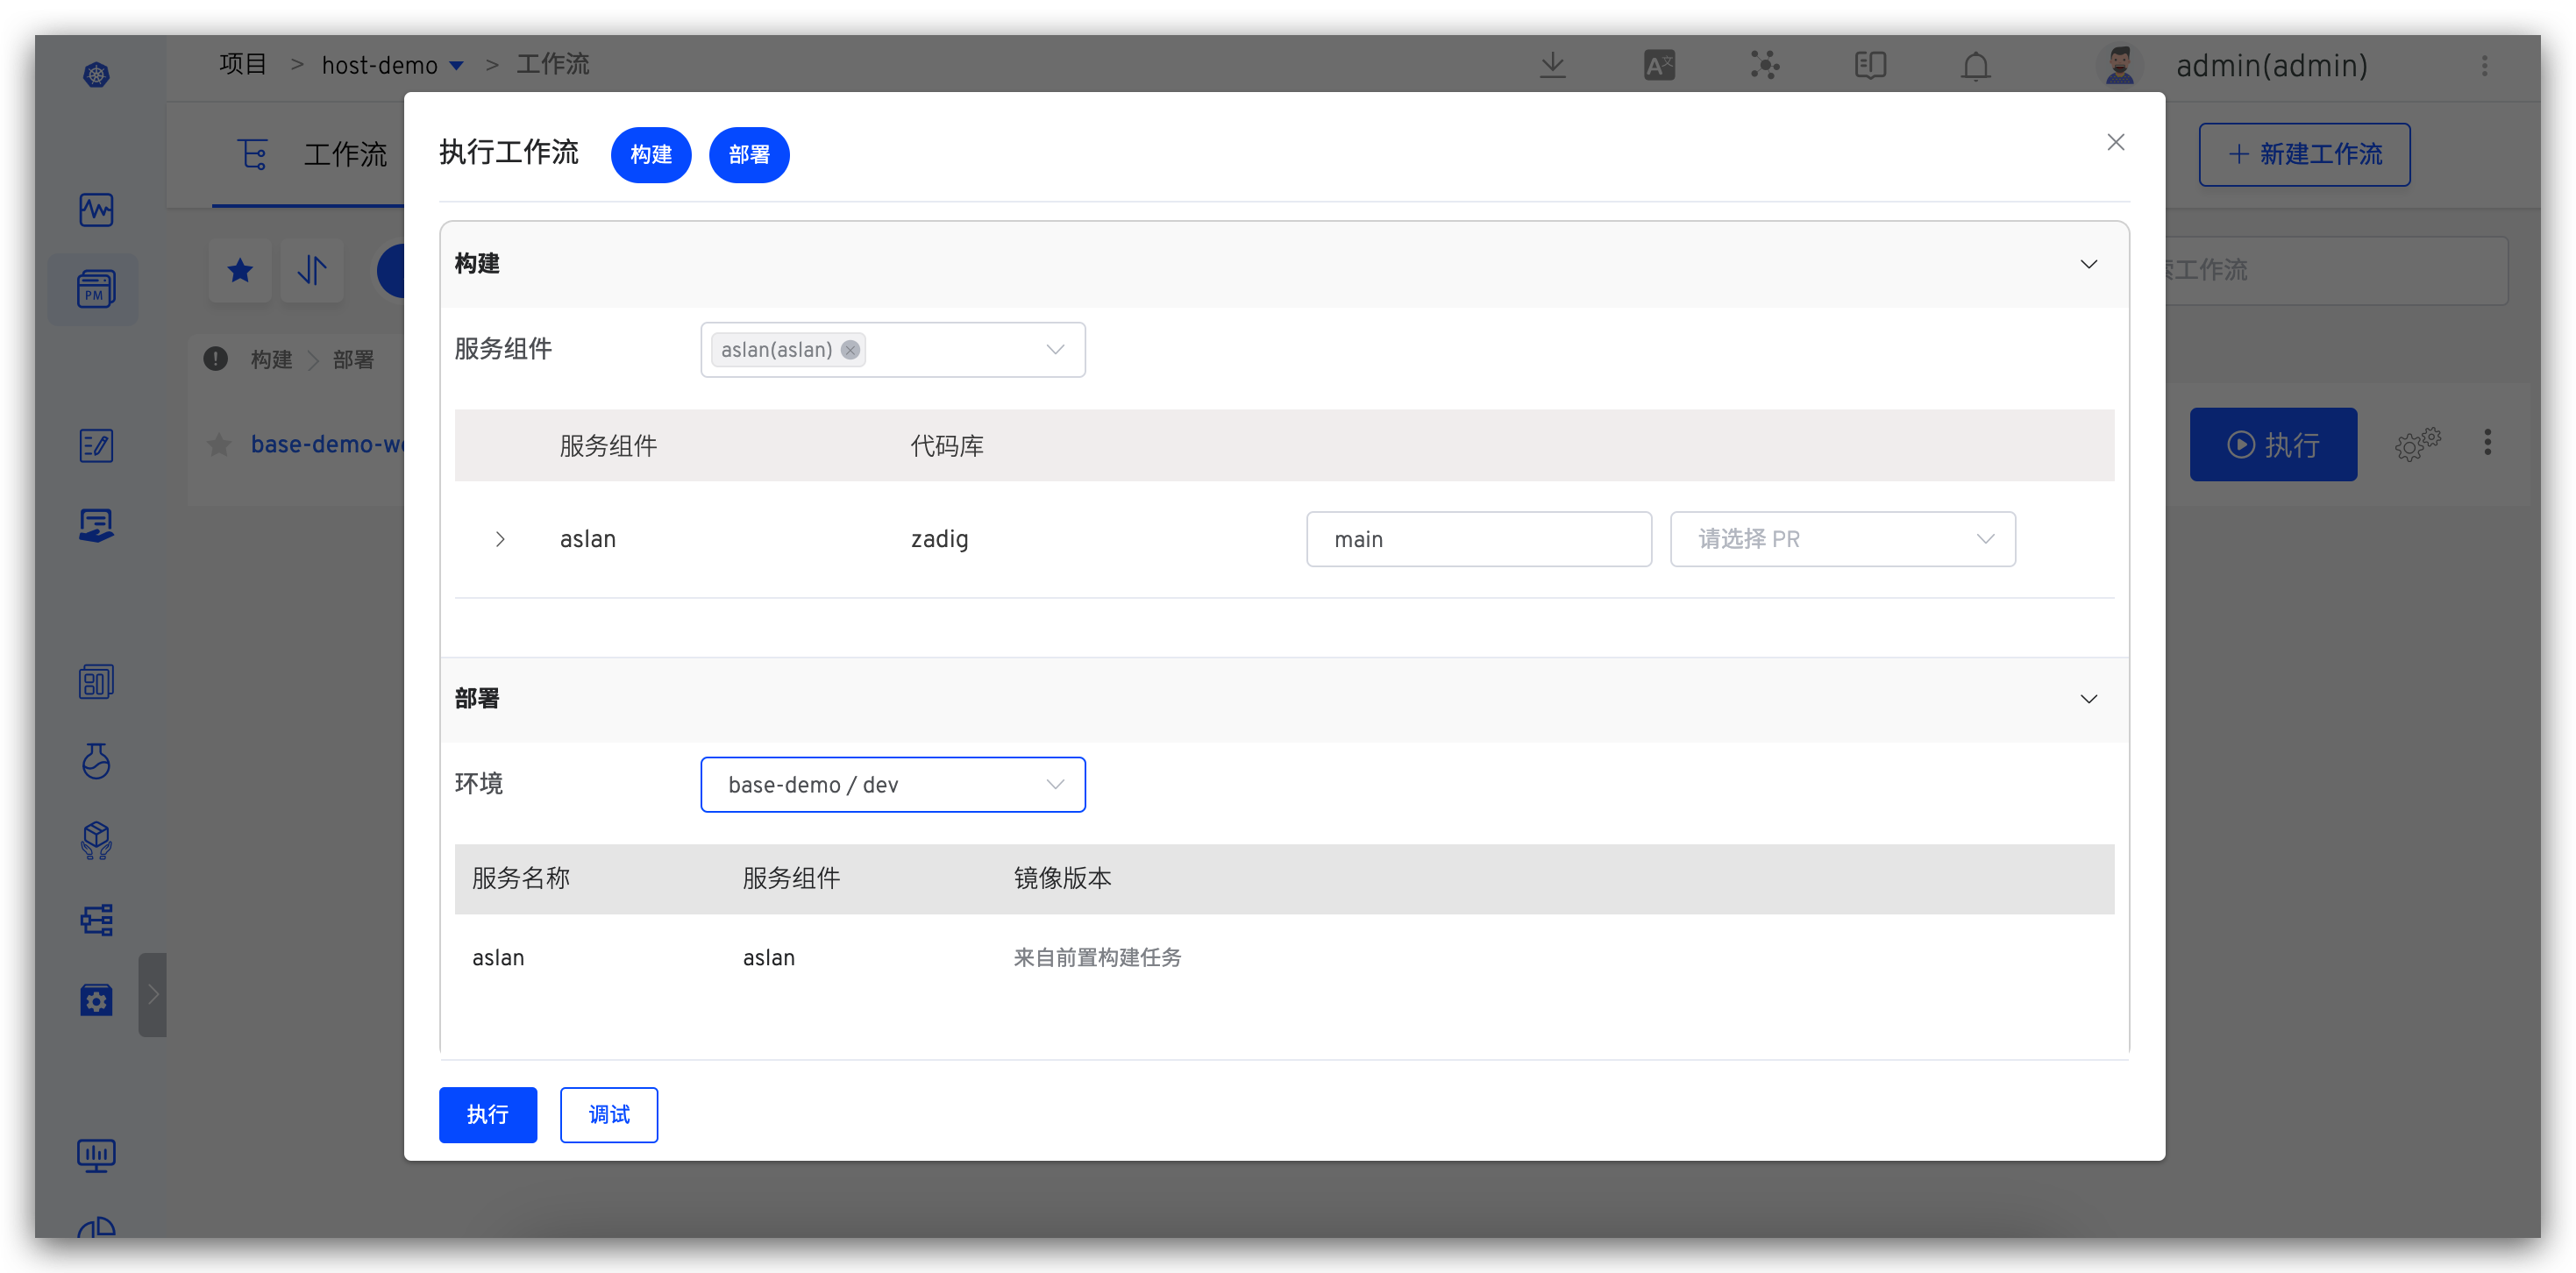 项目 > host-demo > 工作流
admin(admin)
工作流
新建工作流
工作流
构建 > 部署
base-demo-w
执行
PM
执行工作流 构建 部署
构建
服务组件 aslan(aslan)
服务组件 代码库
aslan zadig main 请选择 PR
部署
环境 base-demo / dev
服务名称 服务组件 镜像版本
aslan aslan 来自前置构建任务
执行 调试